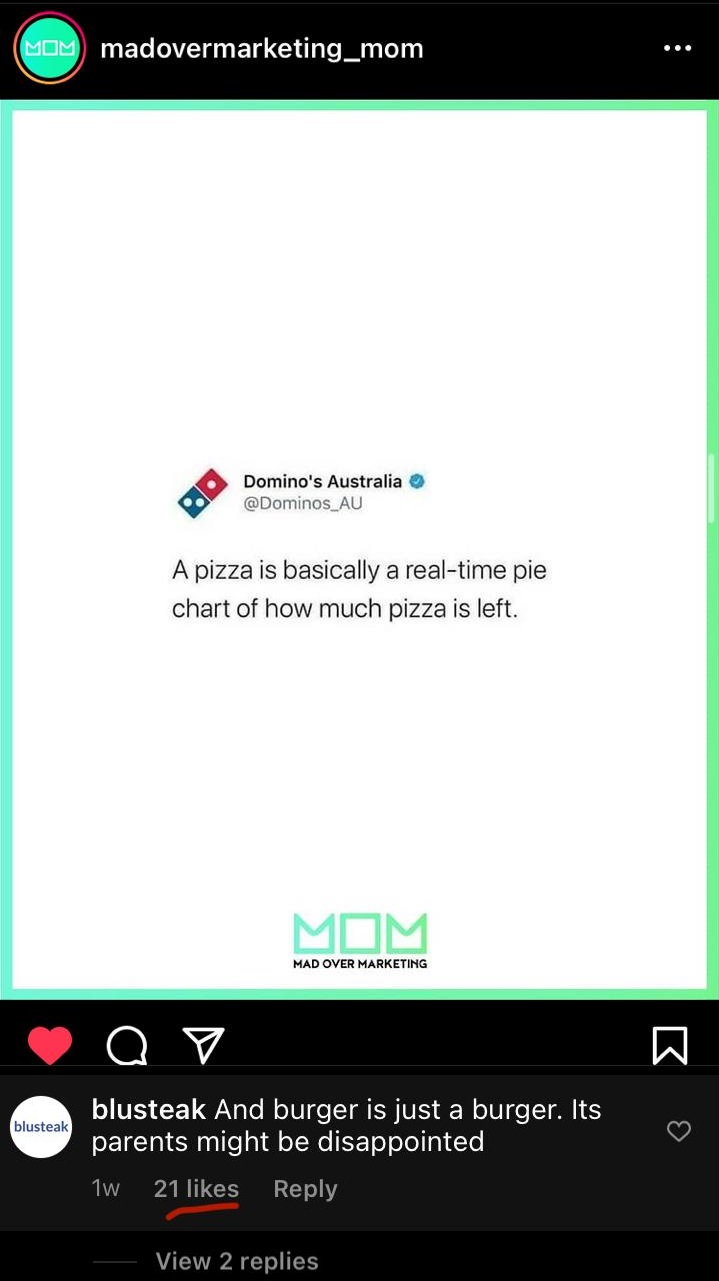 MOM
madovermarketing_mom
Domino's Australia
@Dominos_AU
A pizza is basically a real-time pie
chart of how much pizza is left.
MOM
MAD OVER MARKETING
blusteak
blusteak And burger is just a burger. Its
parents might be disappointed
1w 21 likes Reply
View 2 replies